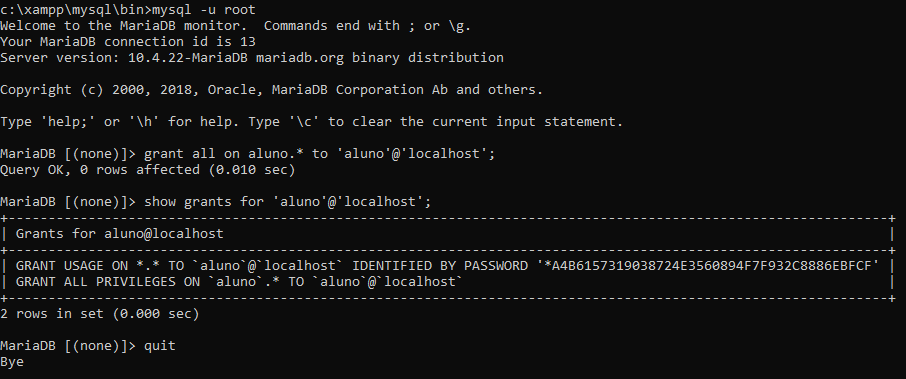 c:\xampp\mysql\bin>mysql -u root
Welcome to the MariaDB monitor.  Commands end with ; or \g.
Your MariaDB connection id is 13
Server version: 10.4.22-MariaDB mariadb.org binary distribution

Copyright (c) 2000, 2018, Oracle, MariaDB Corporation Ab and others.

Type 'help;' or '\h' for help. Type '\c' to clear the current input statement.

MariaDB [(none)]> grant all on aluno.* to 'aluno'@'localhost';
Query OK, 0 rows affected (0.010 sec)

MariaDB [(none)]> show grants for 'aluno'@'localhost';
+--------------------------------------------------------------------------------------------------------------+
| Grants for aluno@localhost                                                                                   |
+--------------------------------------------------------------------------------------------------------------+
| GRANT USAGE ON *.* TO `aluno`@`localhost` IDENTIFIED BY PASSWORD '*A4B6157319038724E3560894F7F932C8886EBFCF' |
| GRANT ALL PRIVILEGES ON `aluno`.* TO `aluno`@`localhost`                                                     |
+--------------------------------------------------------------------------------------------------------------+
2 rows in set (0.000 sec)

MariaDB [(none)]> quit
Bye